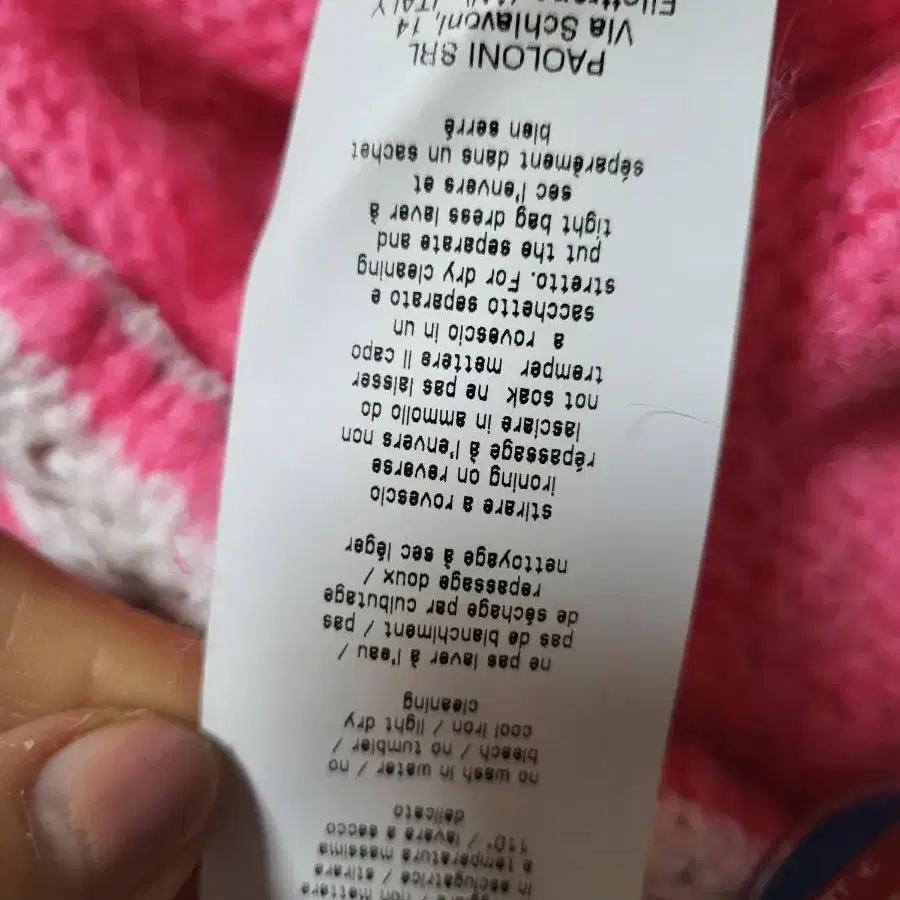 / non mettere
in asciugatrice / stirare
a temperatura massima
110° / lavare a secco
delicato
no wash in water / no
bleach / no tumbler /
cool iron / light dry
cleaning
ne pas laver à l'eau /
pas de blanchiment / pas
de séchage par culbutage
repassage doux /
nettoyage à sec léger
stirare a rovescio
ironing on reverse
répassage à l'envers non
lasciare in ammollo do
not soak ne pas laisser
tremper mettere il capo
a rovescio in un
sacchetto separato e
stretto. For dry cleaning
put the separate and
tight bag dress laver à
sec l'envers et
séparément dans un sachet
bien serré
PAOLONI SRL
Via Schiavoni, 14
ITALY